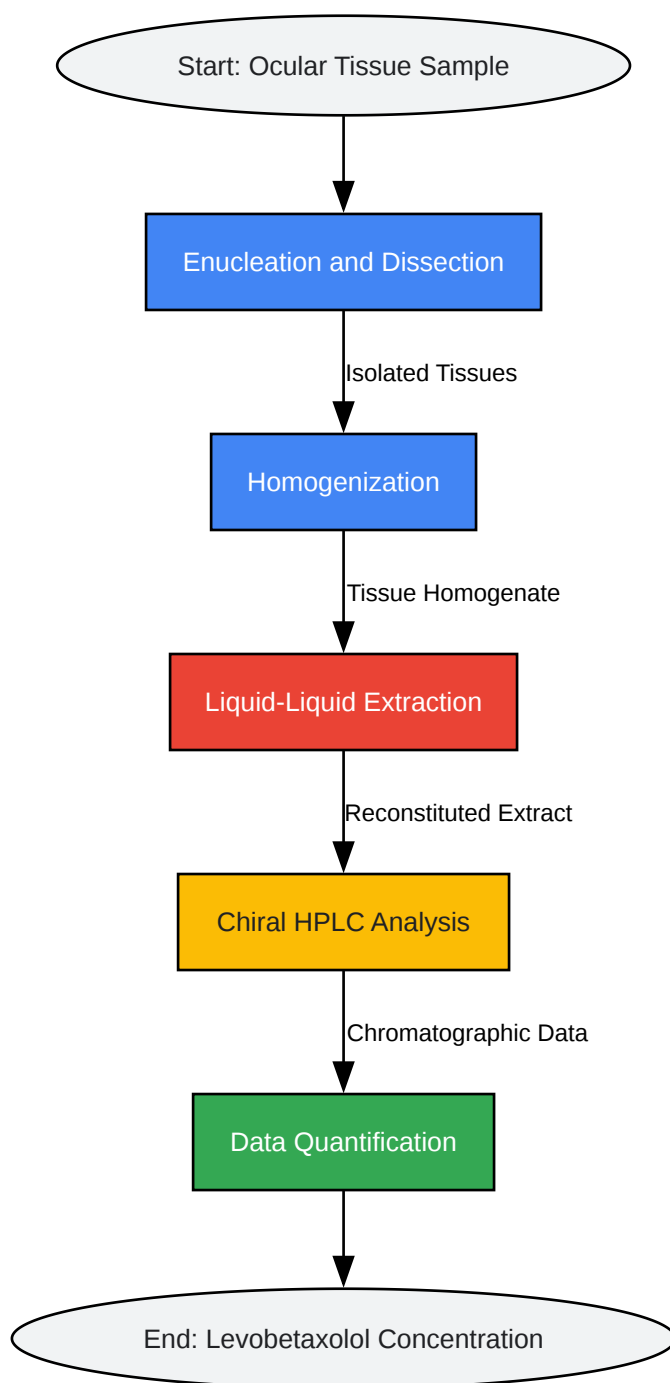 Start: Ocular Tissue Sample
Enucleation and Dissection
Isolated Tissues
Homogenization
Tissue Homogenate
Liquid-Liquid Extraction
Reconstituted Extract
Chiral HPLC Analysis
Chromatographic Data
Data Quantification
End: Levobetaxolol Concentration